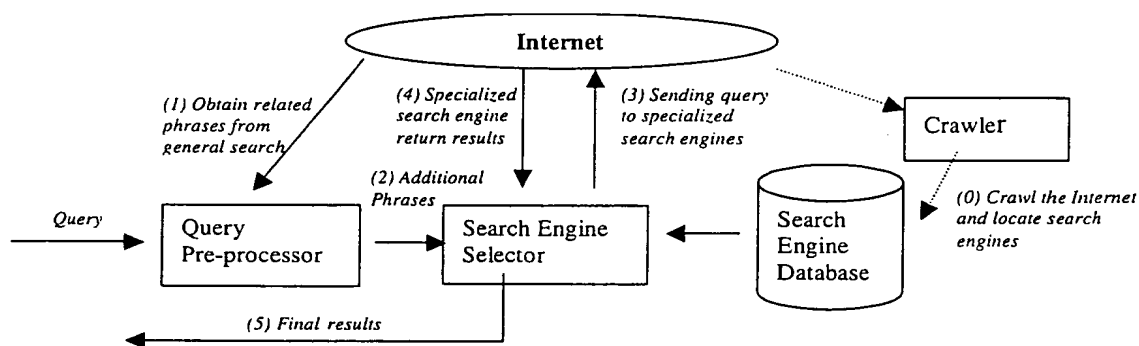 Internet
(1) Obtain related
phrases from
general search
(4) Specialized
search engine
return results
(3) Sending query
to specialized
search engines
Crawler
(2) Additional
Phrases
(0) Crawl the Internet
and locate search
engines
Query
Query
Pre-processor
Search Engine
Selector
Search
Engine
Database
(5) Final results